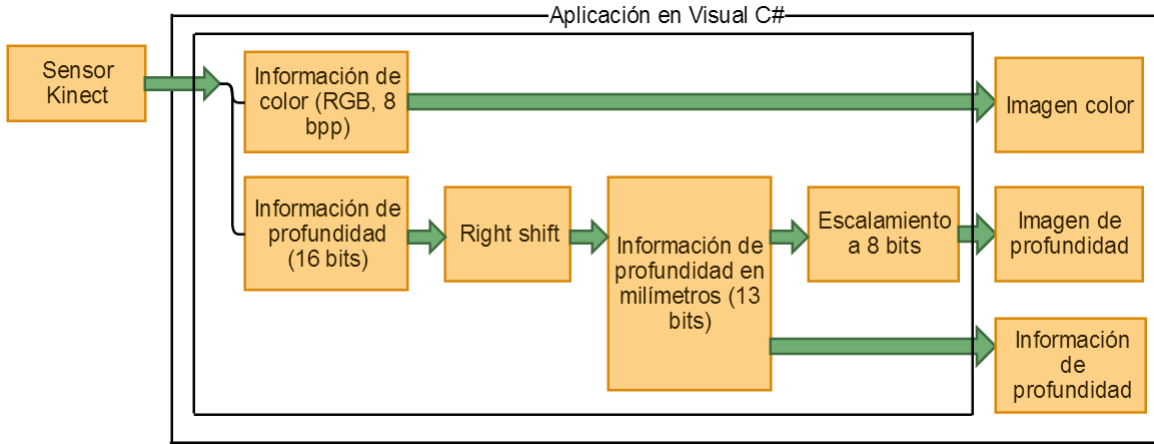 Aplicación en Visual C#
Sensor
Kinect
Información de
color (RGB, 8
bpp)
Imagen color
Información de
profundidad
(16 bits)
Right shift
Información de
profundidad en
milímetros (13
bits)
Escalamiento
a 8 bits
Imagen de
profundidad
Información
de
profundidad